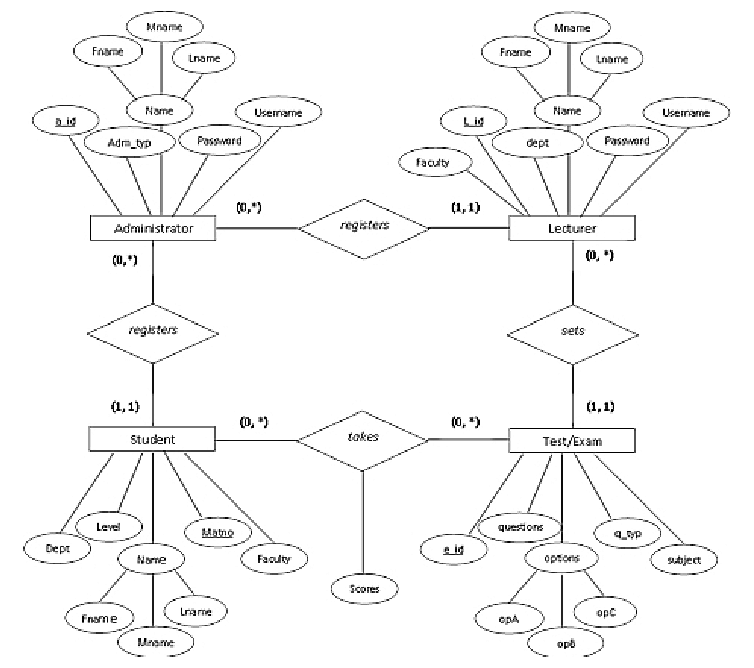 Mname
Fname
Lname
Name
a_id
Adm_typ
Password
Username
Mname
Fname
Lname
Name
L_id
dept
Password
Username
Faculty
Administrator
(0,*)
registers
(1,1)
Lecturer
(0,*)
(0, *)
registers
sets
(1,1)
(1,1)
Student
(0, *)
takes
(0, *)
Test/Exam
Dept
Level
Name
Matno
Faculty
Fname
Mname
Lname
Scores
e_id
questions
options
q_typ
subject
opA
opB
opC